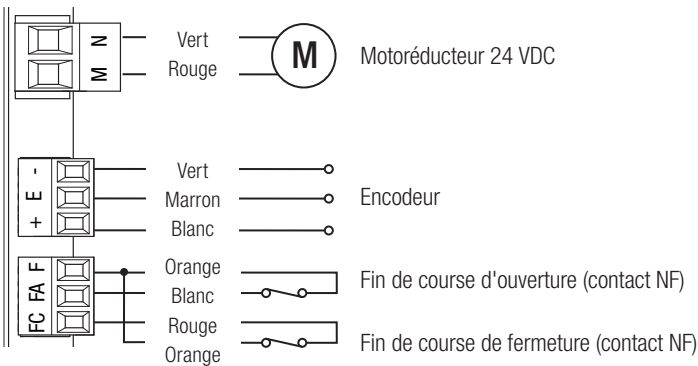 N Vert M Motoréducteur 24 VDC
M Rouge
- Vert
E Marron Encodeur
+ Blanc
F Orange Fin de course d'ouverture (contact NF)
FA Blanc
FC Rouge Fin de course de fermeture (contact NF)
Orange